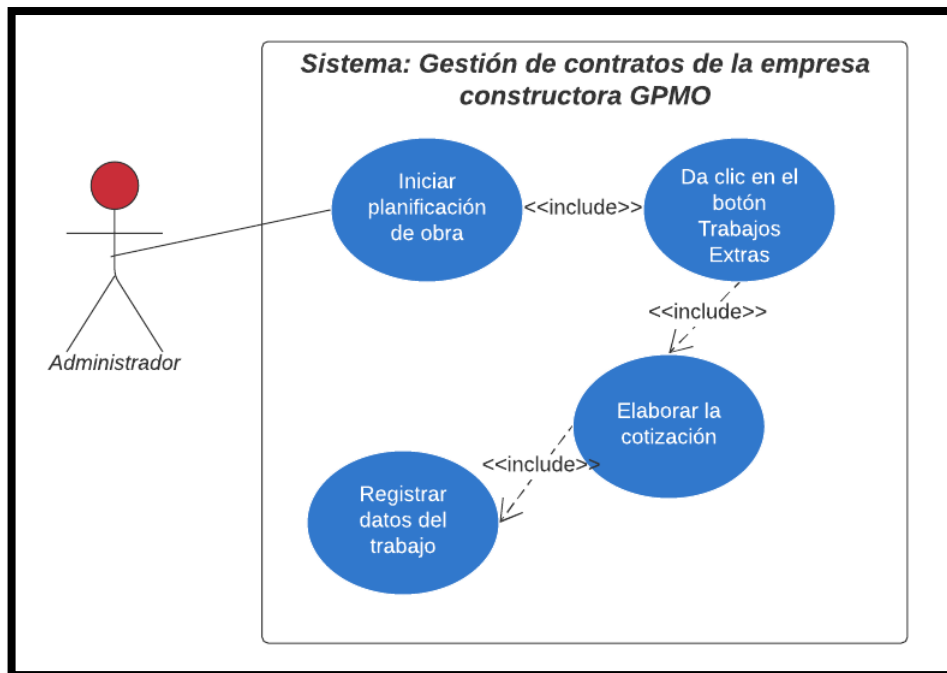 Sistema: Gestión de contratos de la empresa
constructora GPMO
Iniciar
planificación
de obra
<<include>>
Da clic en el
botón
Trabajos
Extras
<<include>>
Administrador
Elaborar la
cotización
<<include>>
Registrar
datos del
trabajo